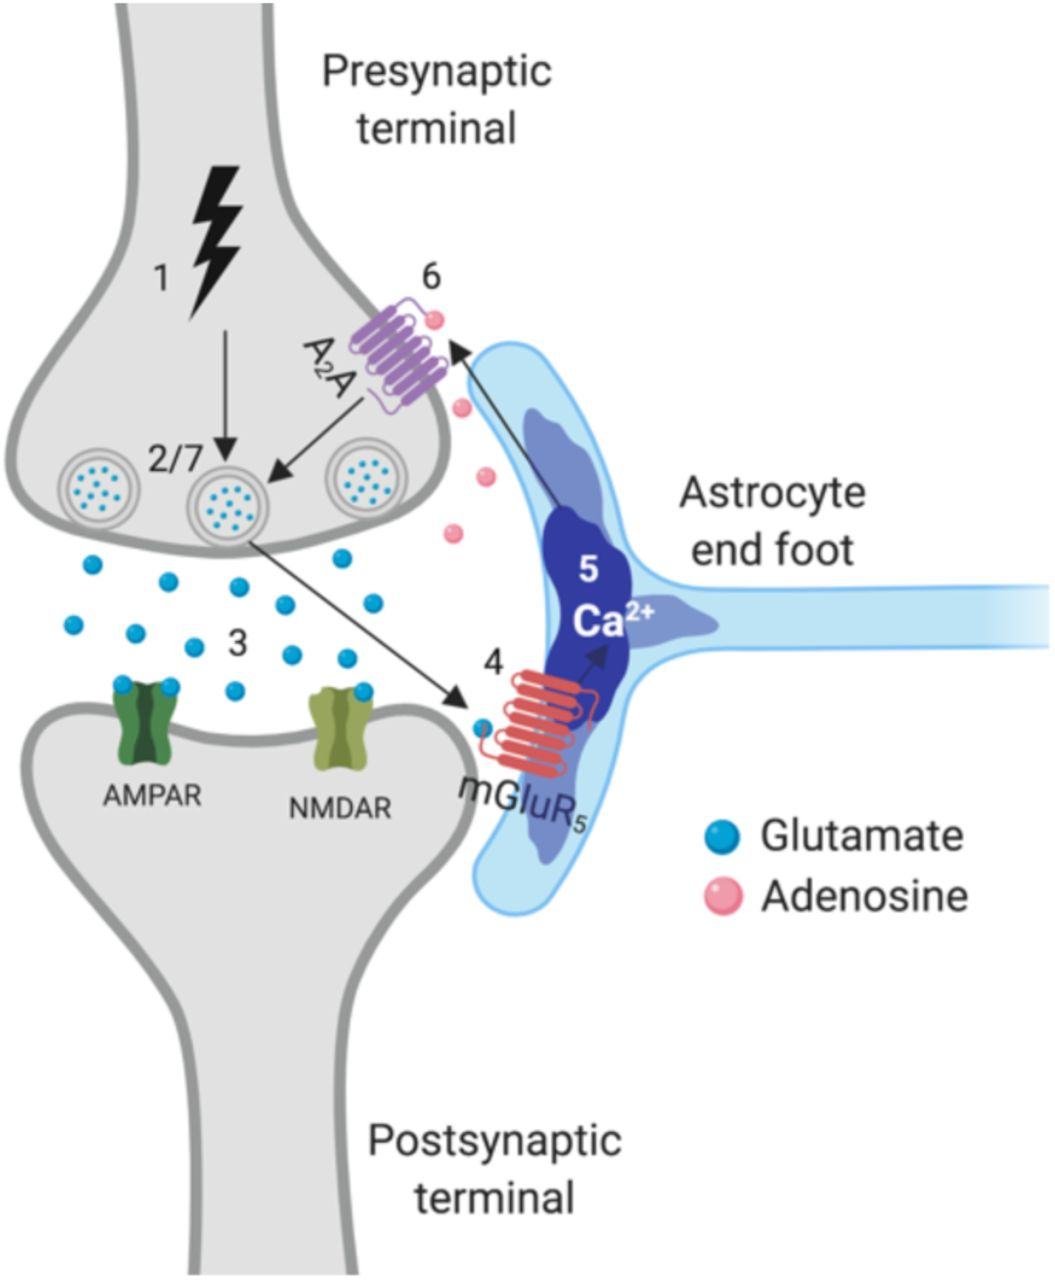 Presynaptic
terminal
1
6
A₂A
2/7
Astrocyte
end foot
5
Ca²⁺
3
4
AMPAR
NMDAR
mGluR₅
Glutamate
Adenosine
Postsynaptic
terminal